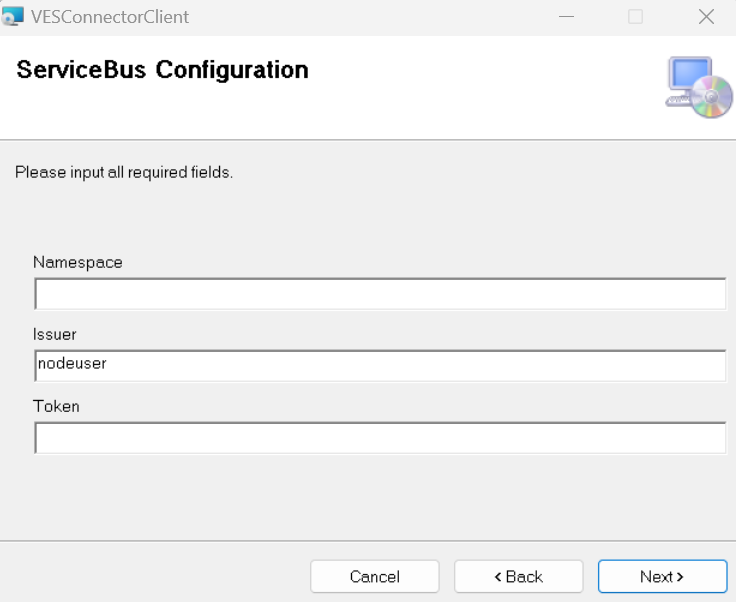 VESConnectorClient
ServiceBus Configuration
Please input all required fields.
Namespace
Issuer
nodeuser
Token
Cancel
< Back
Next >